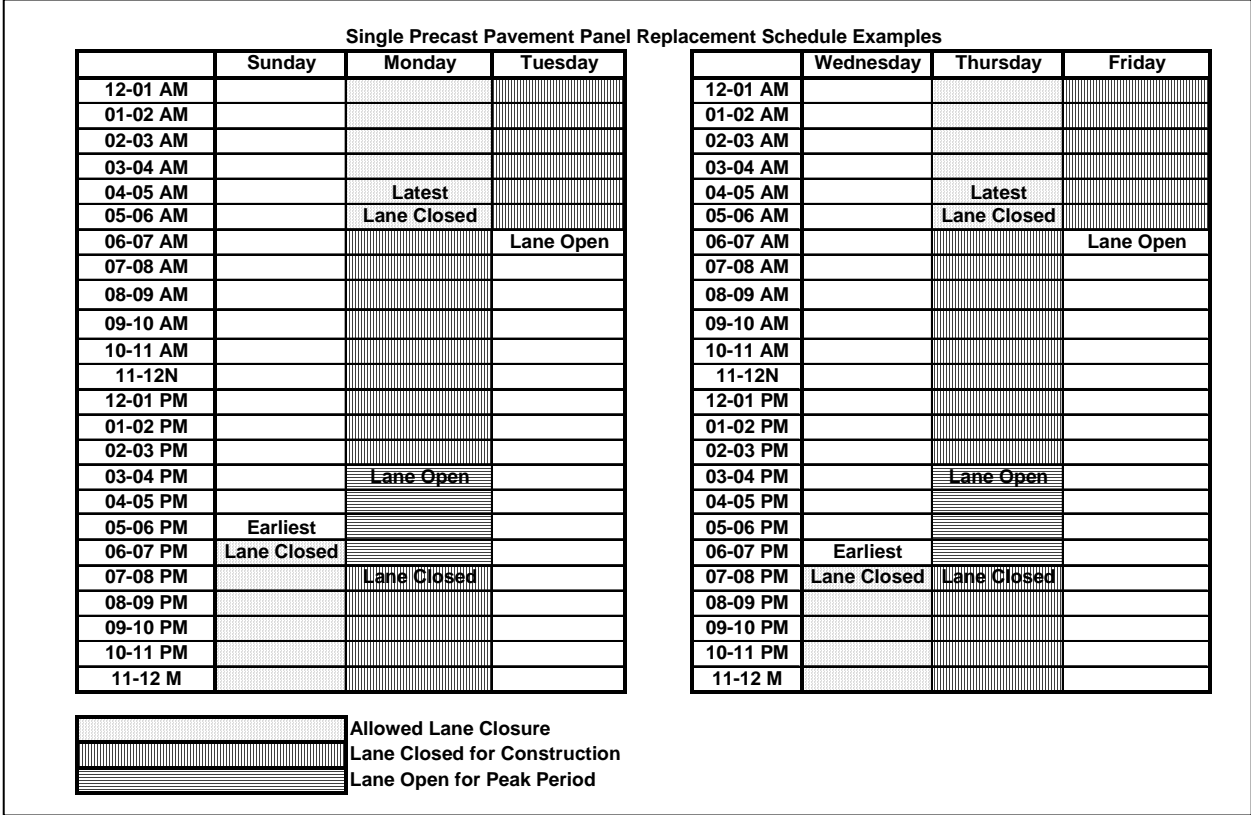 Single Precast Pavement Panel Replacement Schedule Examples
Sunday Monday Tuesday Wednesday Thursday Friday
12-01 AM 12-01 AM
01-02 AM 01-02 AM
02-03 AM 02-03 AM
03-04 AM 03-04 AM
04-05 AM Latest 04-05 AM Latest
05-06 AM Lane Closed 05-06 AM Lane Closed
06-07 AM Lane Open 06-07 AM Lane Open
07-08 AM 07-08 AM
08-09 AM 08-09 AM
09-10 AM 09-10 AM
10-11 AM 10-11 AM
11-12N 11-12N
12-01 PM 12-01 PM
01-02 PM 01-02 PM
02-03 PM 02-03 PM
03-04 PM Lane Open 03-04 PM Lane Open
04-05 PM 04-05 PM
05-06 PM Earliest 05-06 PM
06-07 PM Lane Closed 06-07 PM Earliest
07-08 PM Lane Closed 07-08 PM Lane Closed Lane Closed
08-09 PM 08-09 PM
09-10 PM 09-10 PM
10-11 PM 10-11 PM
11-12 M 11-12 M
Allowed Lane Closure
Lane Closed for Construction
Lane Open for Peak Period